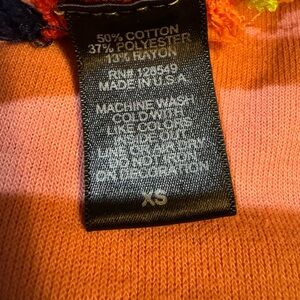 50% COTTON
37% POLYESTER
13% RAYON
RN# 128549
MADE IN U.S.A.
MACHINE WASH
COLD WITH
LIKE COLORS
INSIDE OUT
LINE OR AIR DRY
DO NOT IRON
ON DECORATION
XS